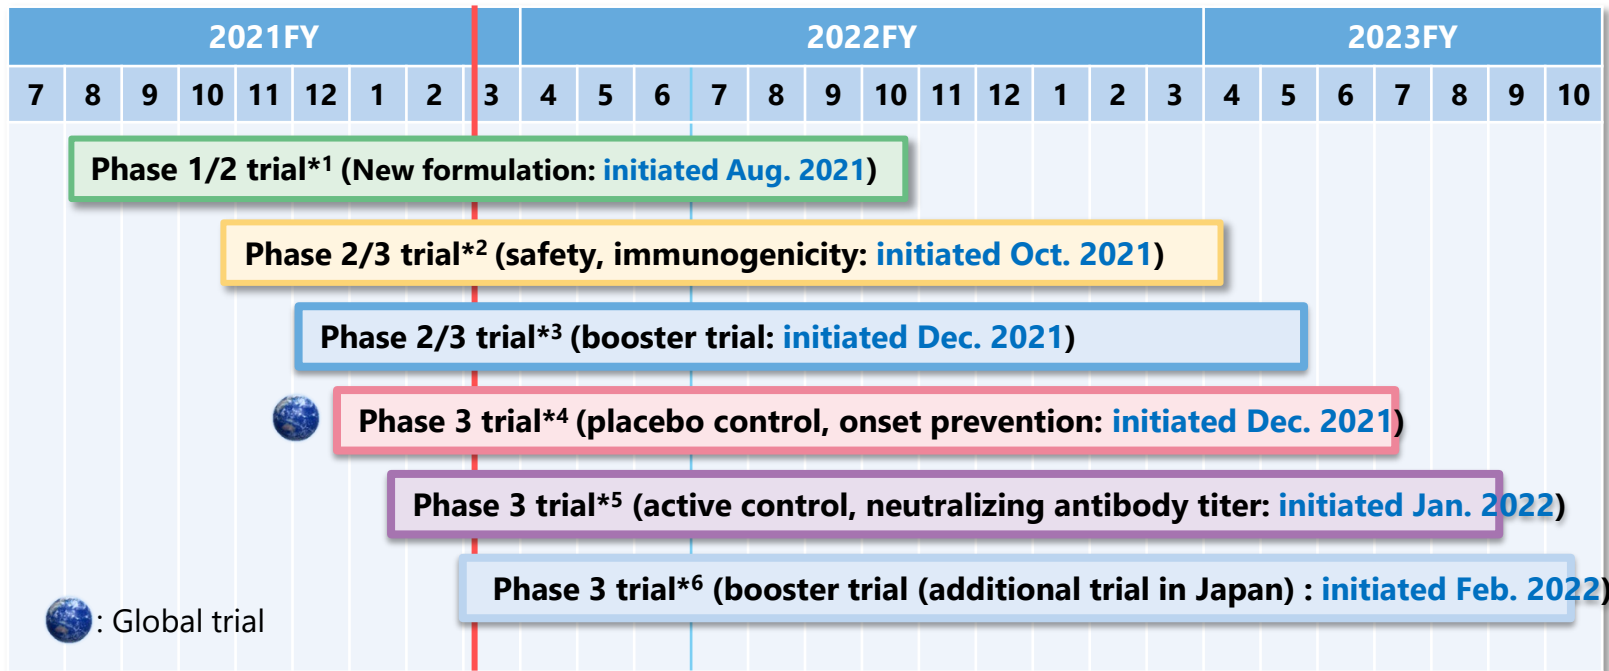 2021FY 2022FY 2023FY
7 8 9 10 11 12 1 2 3 4 5 6 7 8 9 10 11 12 1 2 3 4 5 6 7 8 9 10
Phase 1/2 trial*1 (New formulation: initiated Aug. 2021)
Phase 2/3 trial*2 (safety, immunogenicity: initiated Oct. 2021)
Phase 2/3 trial*3 (booster trial: initiated Dec. 2021)
Phase 3 trial*4 (placebo control, onset prevention: initiated Dec. 2021)
Phase 3 trial*5 (active control, neutralizing antibody titer: initiated Jan. 2022)
Phase 3 trial*6 (booster trial (additional trial in Japan) : initiated Feb. 2022)
: Global trial